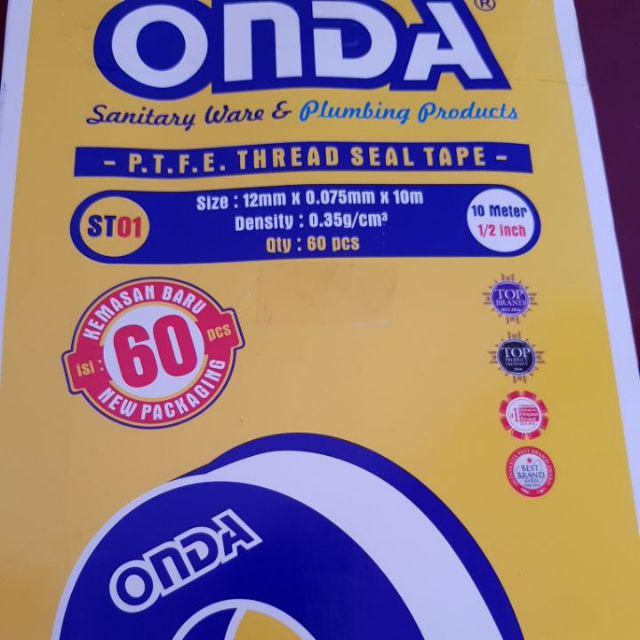 ONDA®
Sanitary Ware & Plumbing Products
- P.T.F.E. THREAD SEAL TAPE -
ST01
Size : 12mm x 0.075mm x 10m
Density : 0.35g/cm³
Qty : 60 pcs
10 Meter
1/2 Inch
KEMASAN BARU
isi : 60 pcs
NEW PACKAGING
TOP
BRAND
TOP
#1
Original
BEST
BRAND
ONDA